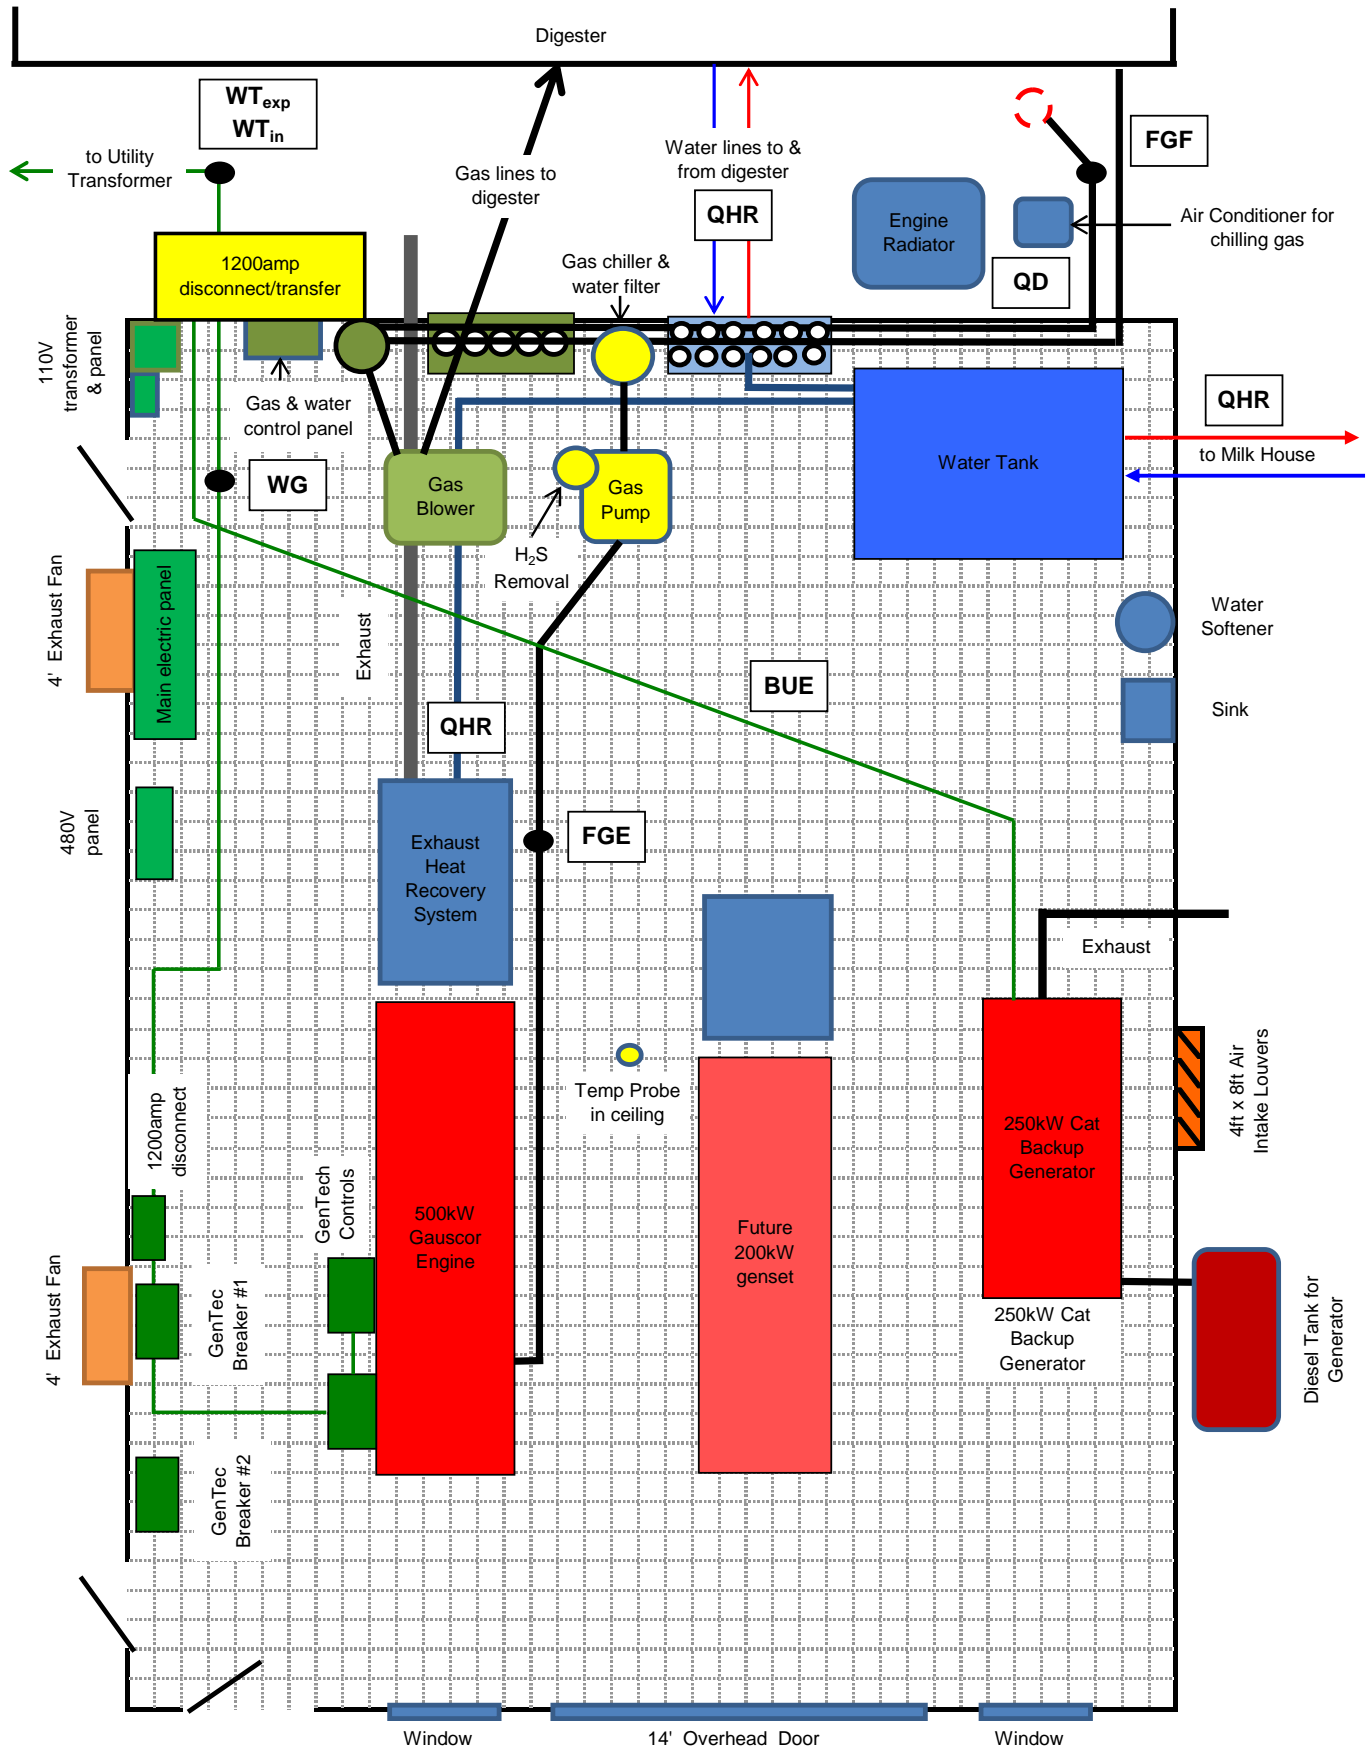 Digester
WTexp
WTin
to Utility
Transformer
Gas lines to
digester
Water lines to &
from digester
QHR
FGF
Engine
Radiator
Air Conditioner for
chilling gas
QD
1200amp
disconnect/transfer
Gas chiller &
water filter
110V
transformer
& panel
Gas & water
control panel
QHR
to Milk House
Water Tank
WG
Gas
Blower
Gas
Pump
H2S
Removal
4' Exhaust Fan
Main electric panel
Exhaust
Water
Softener
BUE
Sink
QHR
480V
panel
FGE
Exhaust
Heat
Recovery
System
Exhaust
Temp Probe
in ceiling
1200amp
disconnect
4ft x 8ft Air
Intake Louvers
250kW Cat
Backup
Generator
GenTech
Controls
500kW
Gauscor
Engine
Future
200kW
genset
4' Exhaust Fan
GenTec
Breaker #1
250kW Cat
Backup
Generator
Diesel Tank for
Generator
GenTec
Breaker #2
Window
14' Overhead Door
Window